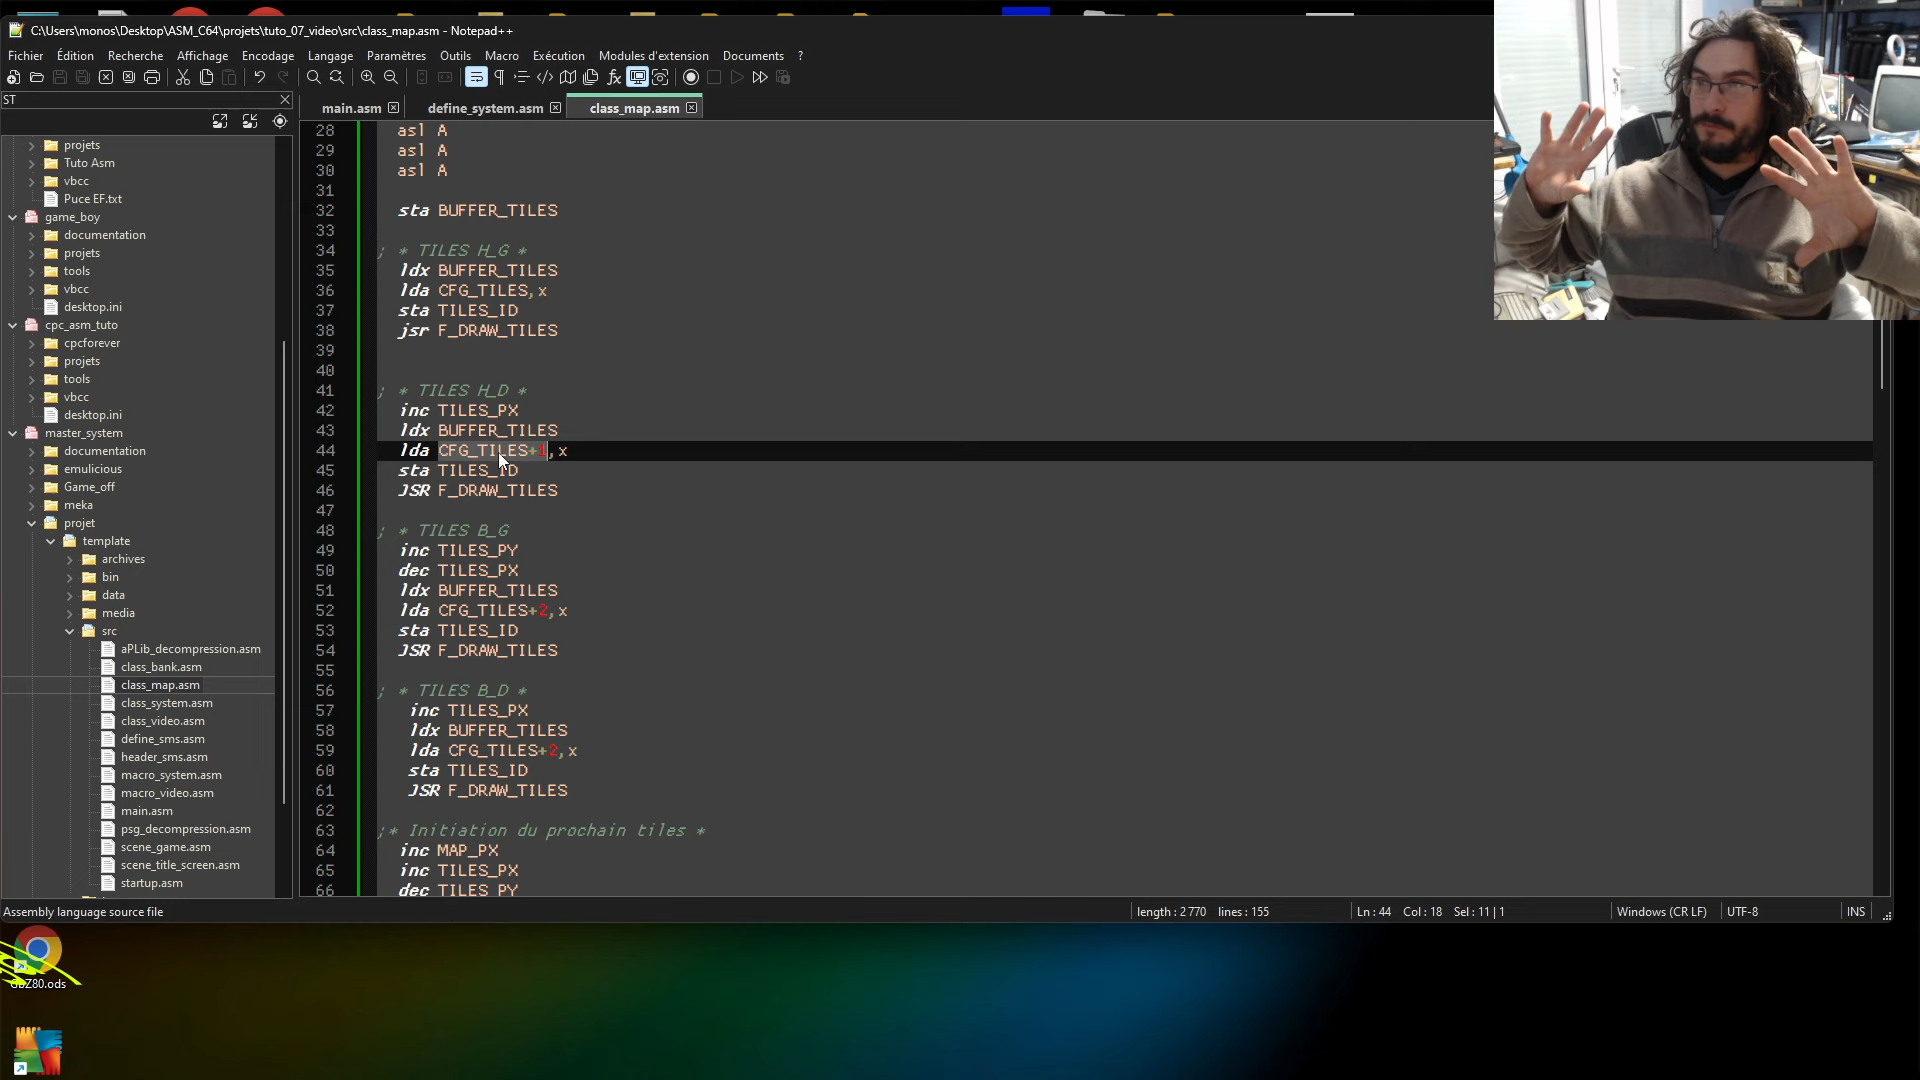 C:\Users\monos\Desktop\ASM_C64\projets\tuto_07_video\src\class_map.asm - Notepad++
Fichier Édition Recherche Affichage Encodage Langage Paramètres Outils Macro Exécution Modules d'extension Documents ?
ST
main.asm define_system.asm class_map.asm
projets
Tuto Asm
vbcc
Puce EF.txt
game_boy
documentation
projets
tools
vbcc
desktop.ini
cpc_asm_tuto
cpcforever
projets
tools
vbcc
desktop.ini
master_system
documentation
emulicious
Game_off
meka
projet
template
archives
bin
data
media
src
aPLib_decompression.asm
class_bank.asm
class_map.asm
class_system.asm
class_video.asm
define_sms.asm
header_sms.asm
macro_system.asm
macro_video.asm
main.asm
psg_decompression.asm
scene_game.asm
scene_title_screen.asm
startup.asm
28 asl A
29 asl A
30 asl A
31
32 sta BUFFER_TILES
33
34 ; * TILES H_G *
35 ldx BUFFER_TILES
36 lda CFG_TILES,x
37 sta TILES_ID
38 jsr F_DRAW_TILES
39
40
41 ; * TILES H_D *
42 inc TILES_PX
43 ldx BUFFER_TILES
44 lda CFG_TILES+1,x
45 sta TILES_ID
46 JSR F_DRAW_TILES
47
48 ; * TILES B_G
49 inc TILES_PY
50 dec TILES_PX
51 ldx BUFFER_TILES
52 lda CFG_TILES+2,x
53 sta TILES_ID
54 JSR F_DRAW_TILES
55
56 ; * TILES B_D *
57 inc TILES_PX
58 ldx BUFFER_TILES
59 lda CFG_TILES+2,x
60 sta TILES_ID
61 JSR F_DRAW_TILES
62
63 ;* Initiation du prochain tiles *
64 inc MAP_PX
65 inc TILES_PX
66 dec TILES_PY
Assembly language source file length : 2 770 lines : 155 Ln : 44 Col : 18 Sel : 11 | 1 Windows (CR LF) UTF-8 INS
GbZ80.ods